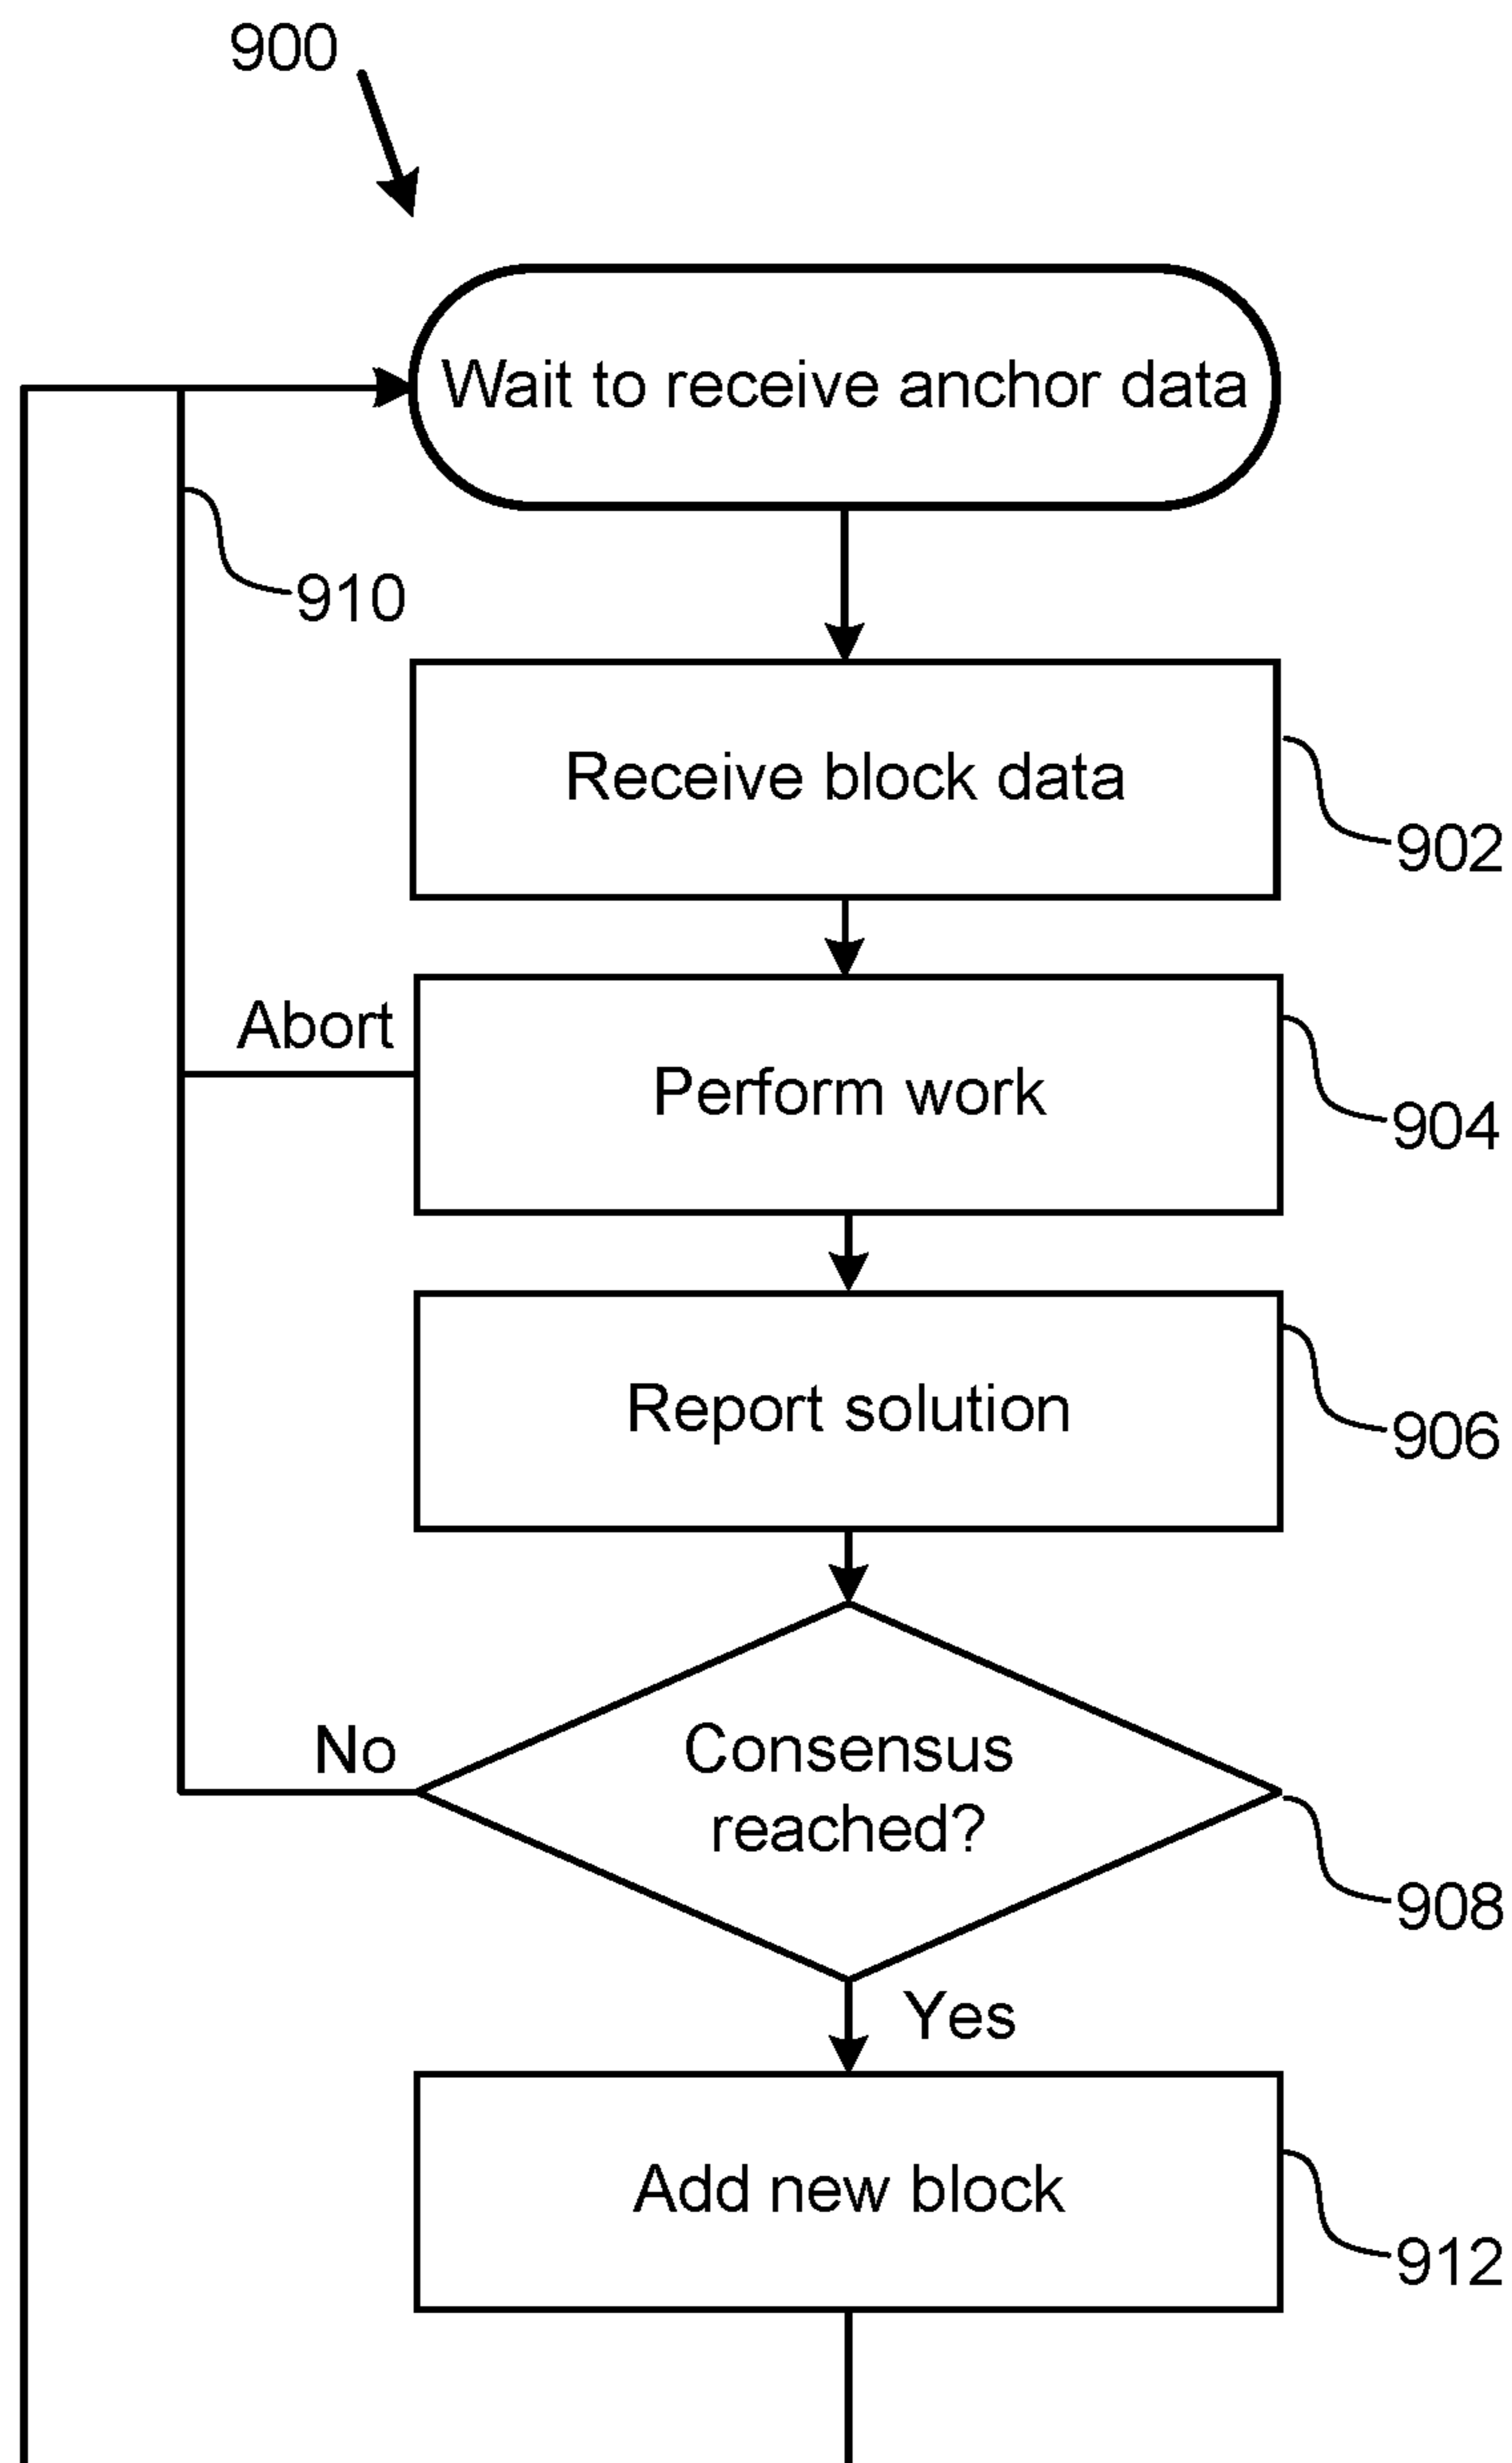 900
Wait to receive anchor data
910
Receive block data
902
Abort
Perform work
904
Report solution
906
No
Consensus
reached?
908
Yes
Add new block
912